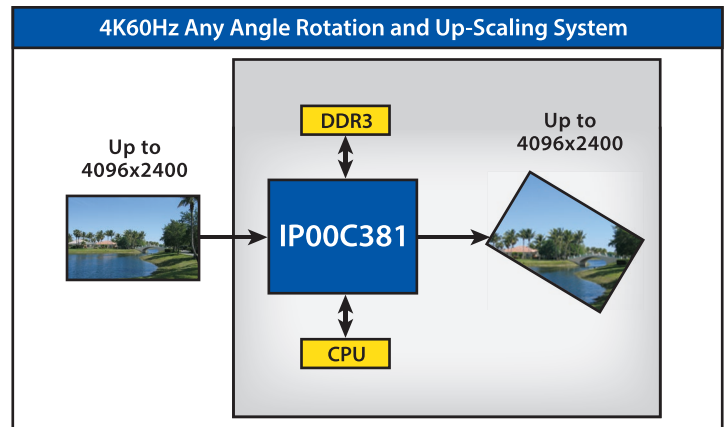 4K60Hz Any Angle Rotation and Up-Scaling System
DDR3
Up to
4096x2400
Up to
4096x2400
IP00C381
CPU